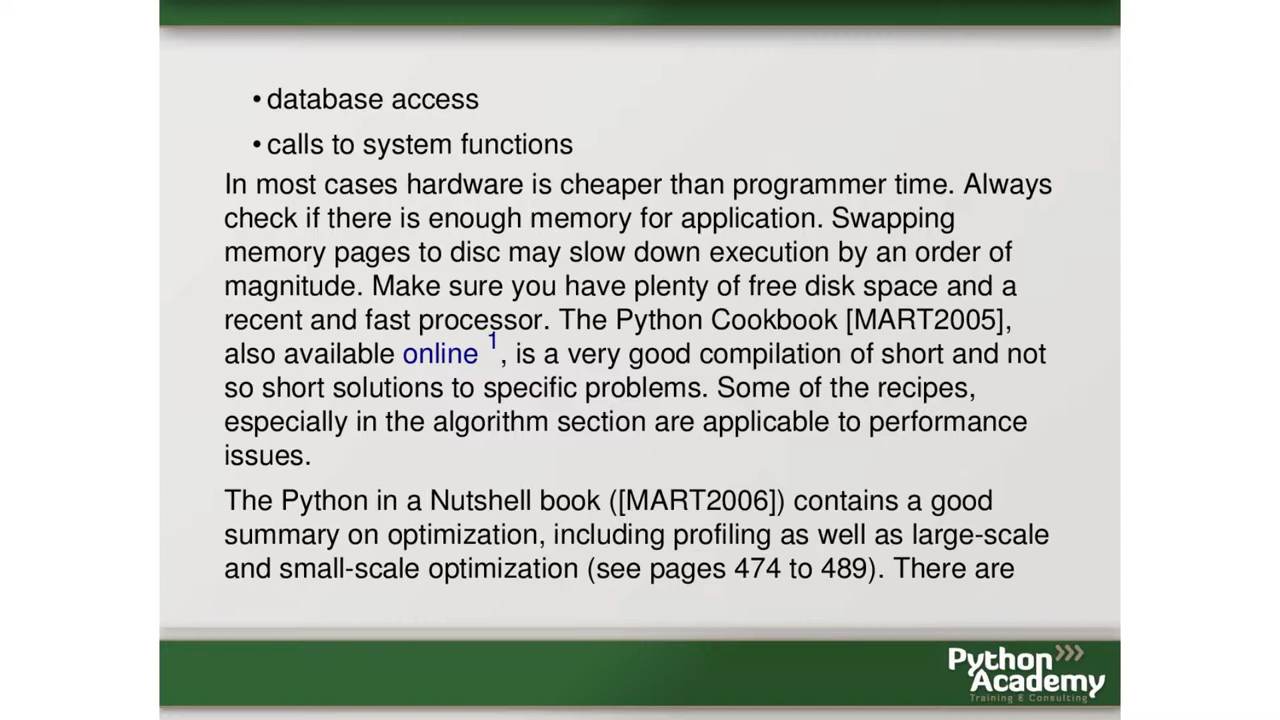 • database access
• calls to system functions
In most cases hardware is cheaper than programmer time. Always
check if there is enough memory for application. Swapping
memory pages to disc may slow down execution by an order of
magnitude. Make sure you have plenty of free disk space and a
recent and fast processor. The Python Cookbook [MART2005],
also available online 1, is a very good compilation of short and not
so short solutions to specific problems. Some of the recipes,
especially in the algorithm section are applicable to performance
issues.
The Python in a Nutshell book ([MART2006]) contains a good
summary on optimization, including profiling as well as large-scale
and small-scale optimization (see pages 474 to 489). There are
Python
Academy
Training & Consulting